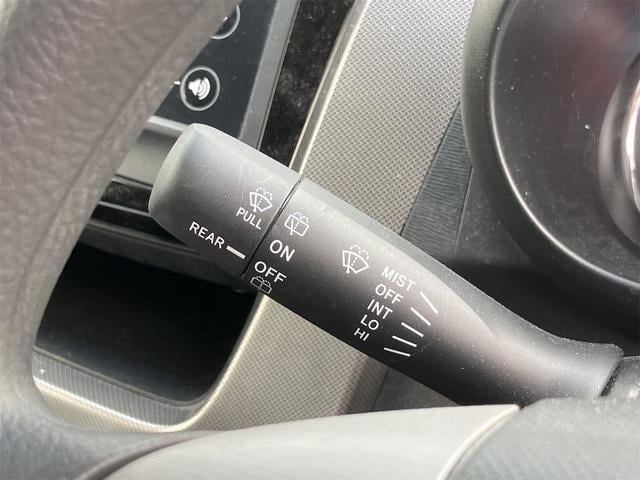 PULL
REAR
ON
OFF
MIST
OFF
INT
LO
HI